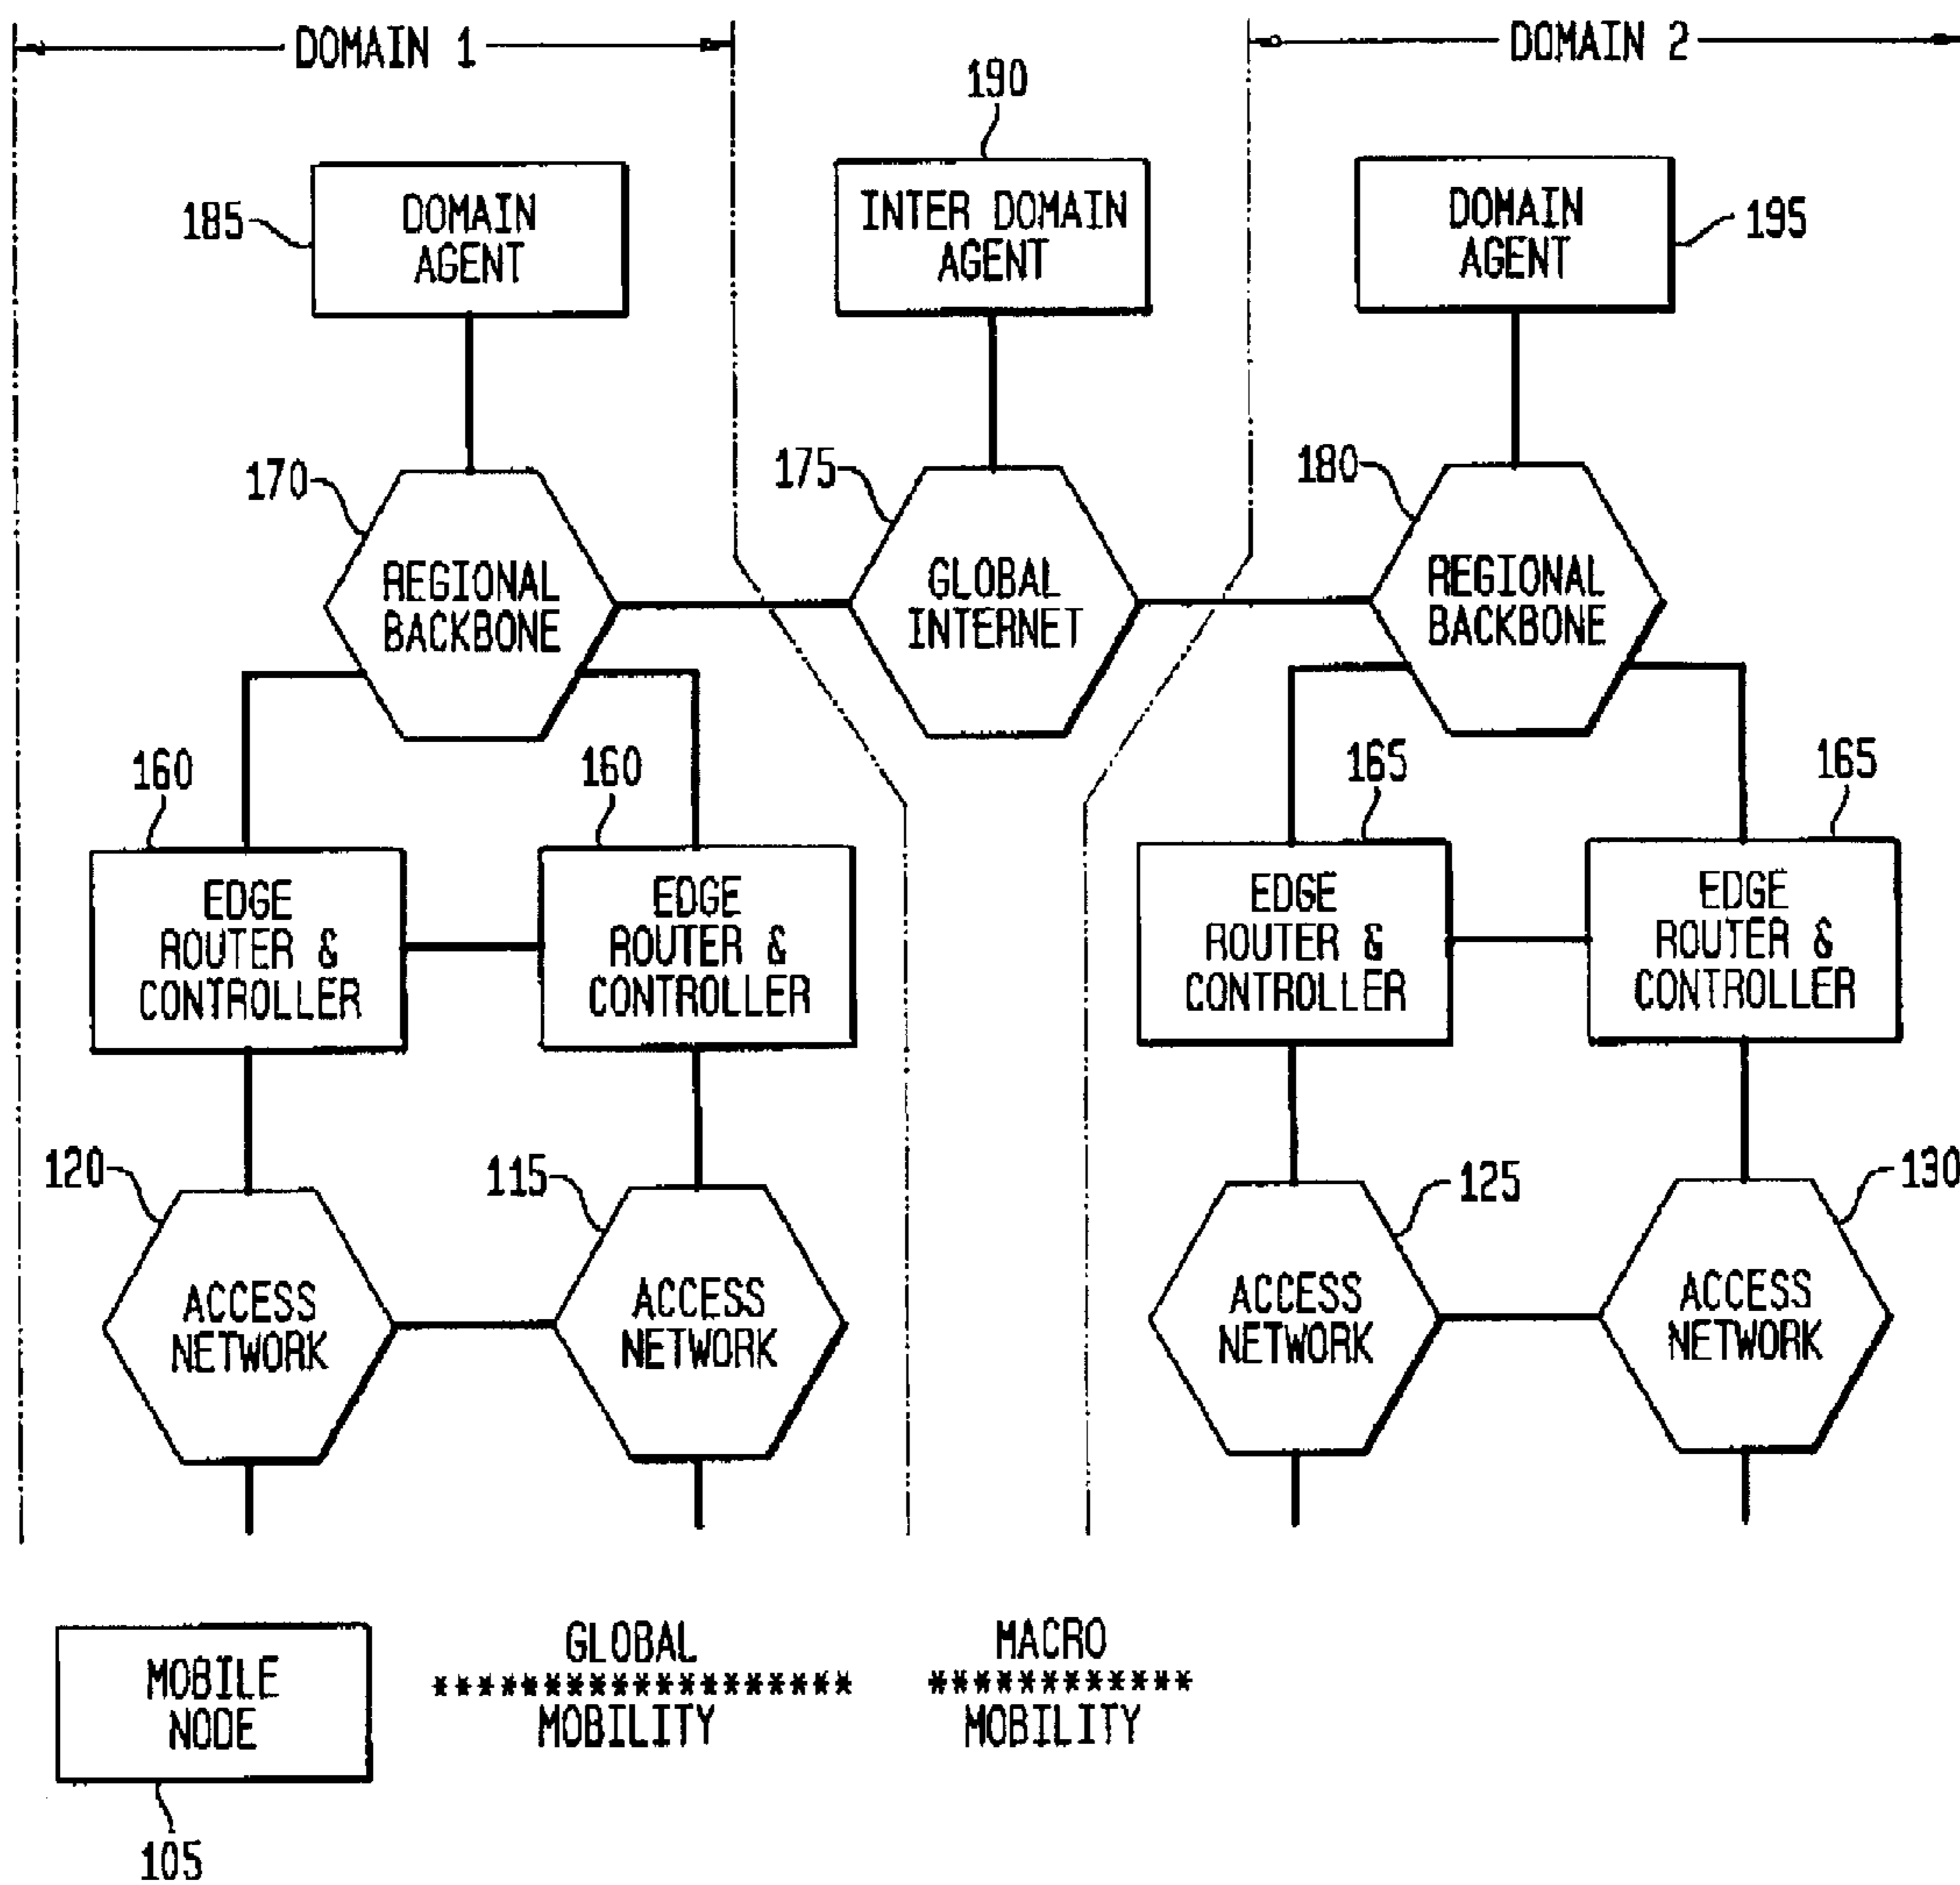 DOMAIN 1
DOMAIN 2
190
185
DOMAIN
AGENT
INTER DOMAIN
AGENT
DOMAIN
AGENT
195
170
175
180
REGIONAL
BACKBONE
GLOBAL
INTERNET
REGIONAL
BACKBONE
160
160
165
165
EDGE
ROUTER &
CONTROLLER
EDGE
ROUTER &
CONTROLLER
EDGE
ROUTER &
CONTROLLER
EDGE
ROUTER &
CONTROLLER
120
115
125
130
ACCESS
NETWORK
ACCESS
NETWORK
ACCESS
NETWORK
ACCESS
NETWORK
MOBILE
NODE
105
GLOBAL
*******************
MOBILITY
MACRO
************
MOBILITY